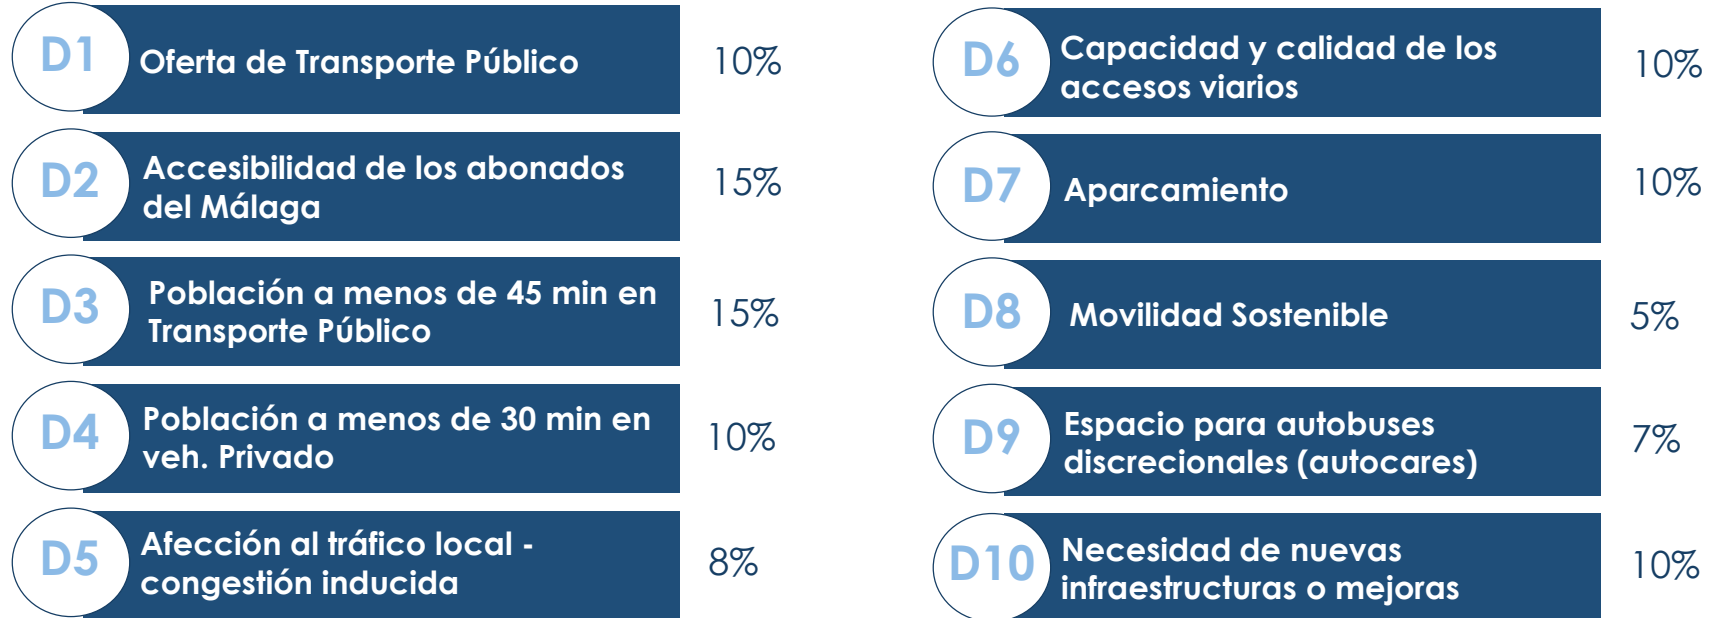 D1
Oferta de Transporte Público
10%
D2
Accesibilidad de los abonados
del Málaga
15%
D3
Población a menos de 45 min en
Transporte Público
15%
D4
Población a menos de 30 min en
veh. Privado
10%
D5
Afección al tráfico local -
congestión inducida
8%
D6
Capacidad y calidad de los
accesos viarios
10%
D7
Aparcamiento
10%
D8
Movilidad Sostenible
5%
D9
Espacio para autobuses
discrecionales (autocares)
7%
D10
Necesidad de nuevas
infraestructuras o mejoras
10%